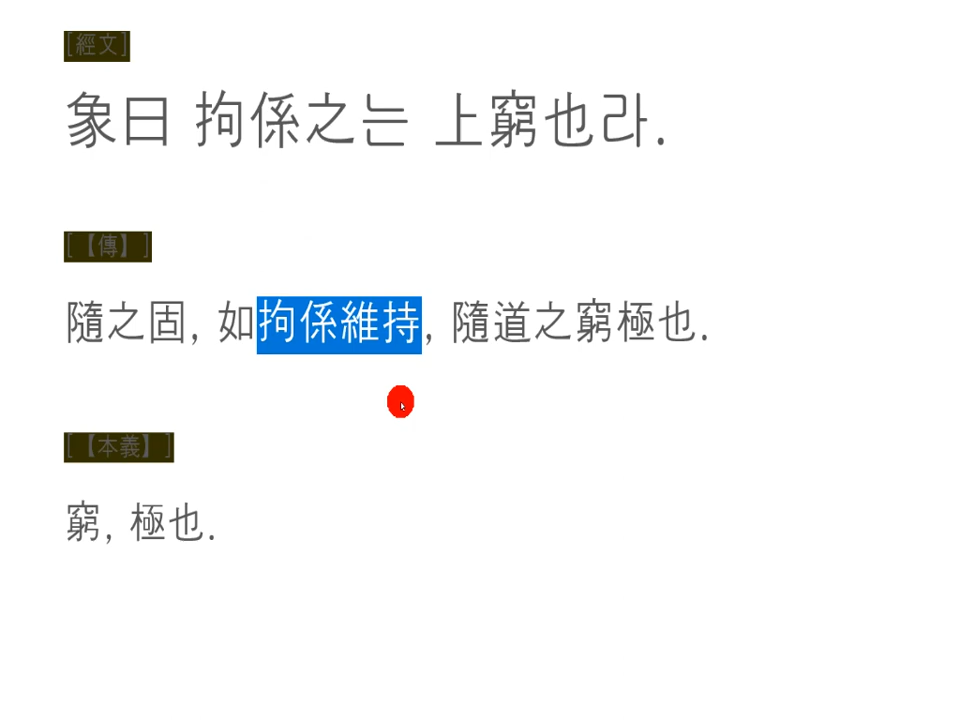 [經文]
象曰 拘係之는 上窮也라.
[【傳】]
隨之固, 如拘係維持, 隨道之窮極也.
[【本義】]
窮, 極也.